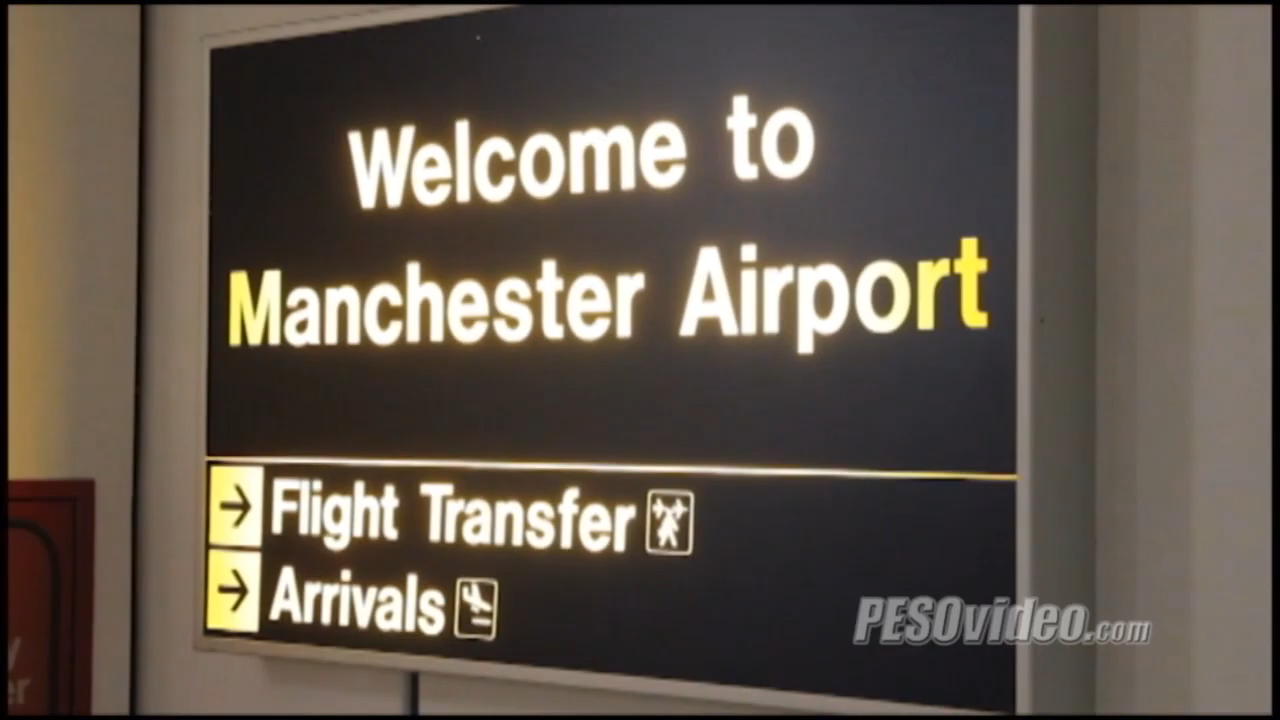 Welcome to
Manchester Airport
Flight Transfer
Arrivals
PESOvideo.com